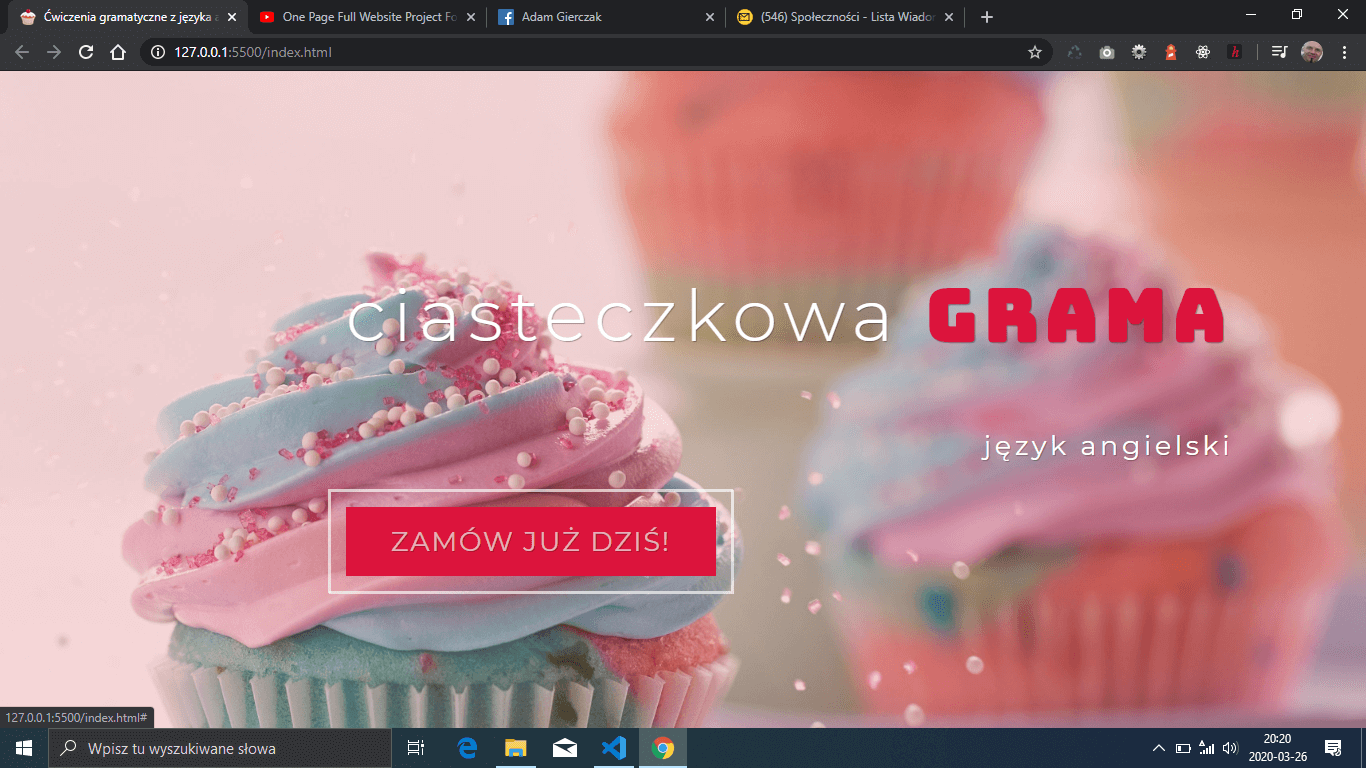 Ćwiczenia gramatyczne z języka a
One Page Full Website Project Fo
Adam Gierczak
(546) Społeczności - Lista Wiador
127.0.0.1:5500/index.html
ciasteczkowa GRAMA
język angielski
ZAMÓW JUŻ DZIŚ!
127.0.0.1:5500/index.html#
Wpisz tu wyszukiwane słowa
20:20
2020-03-26